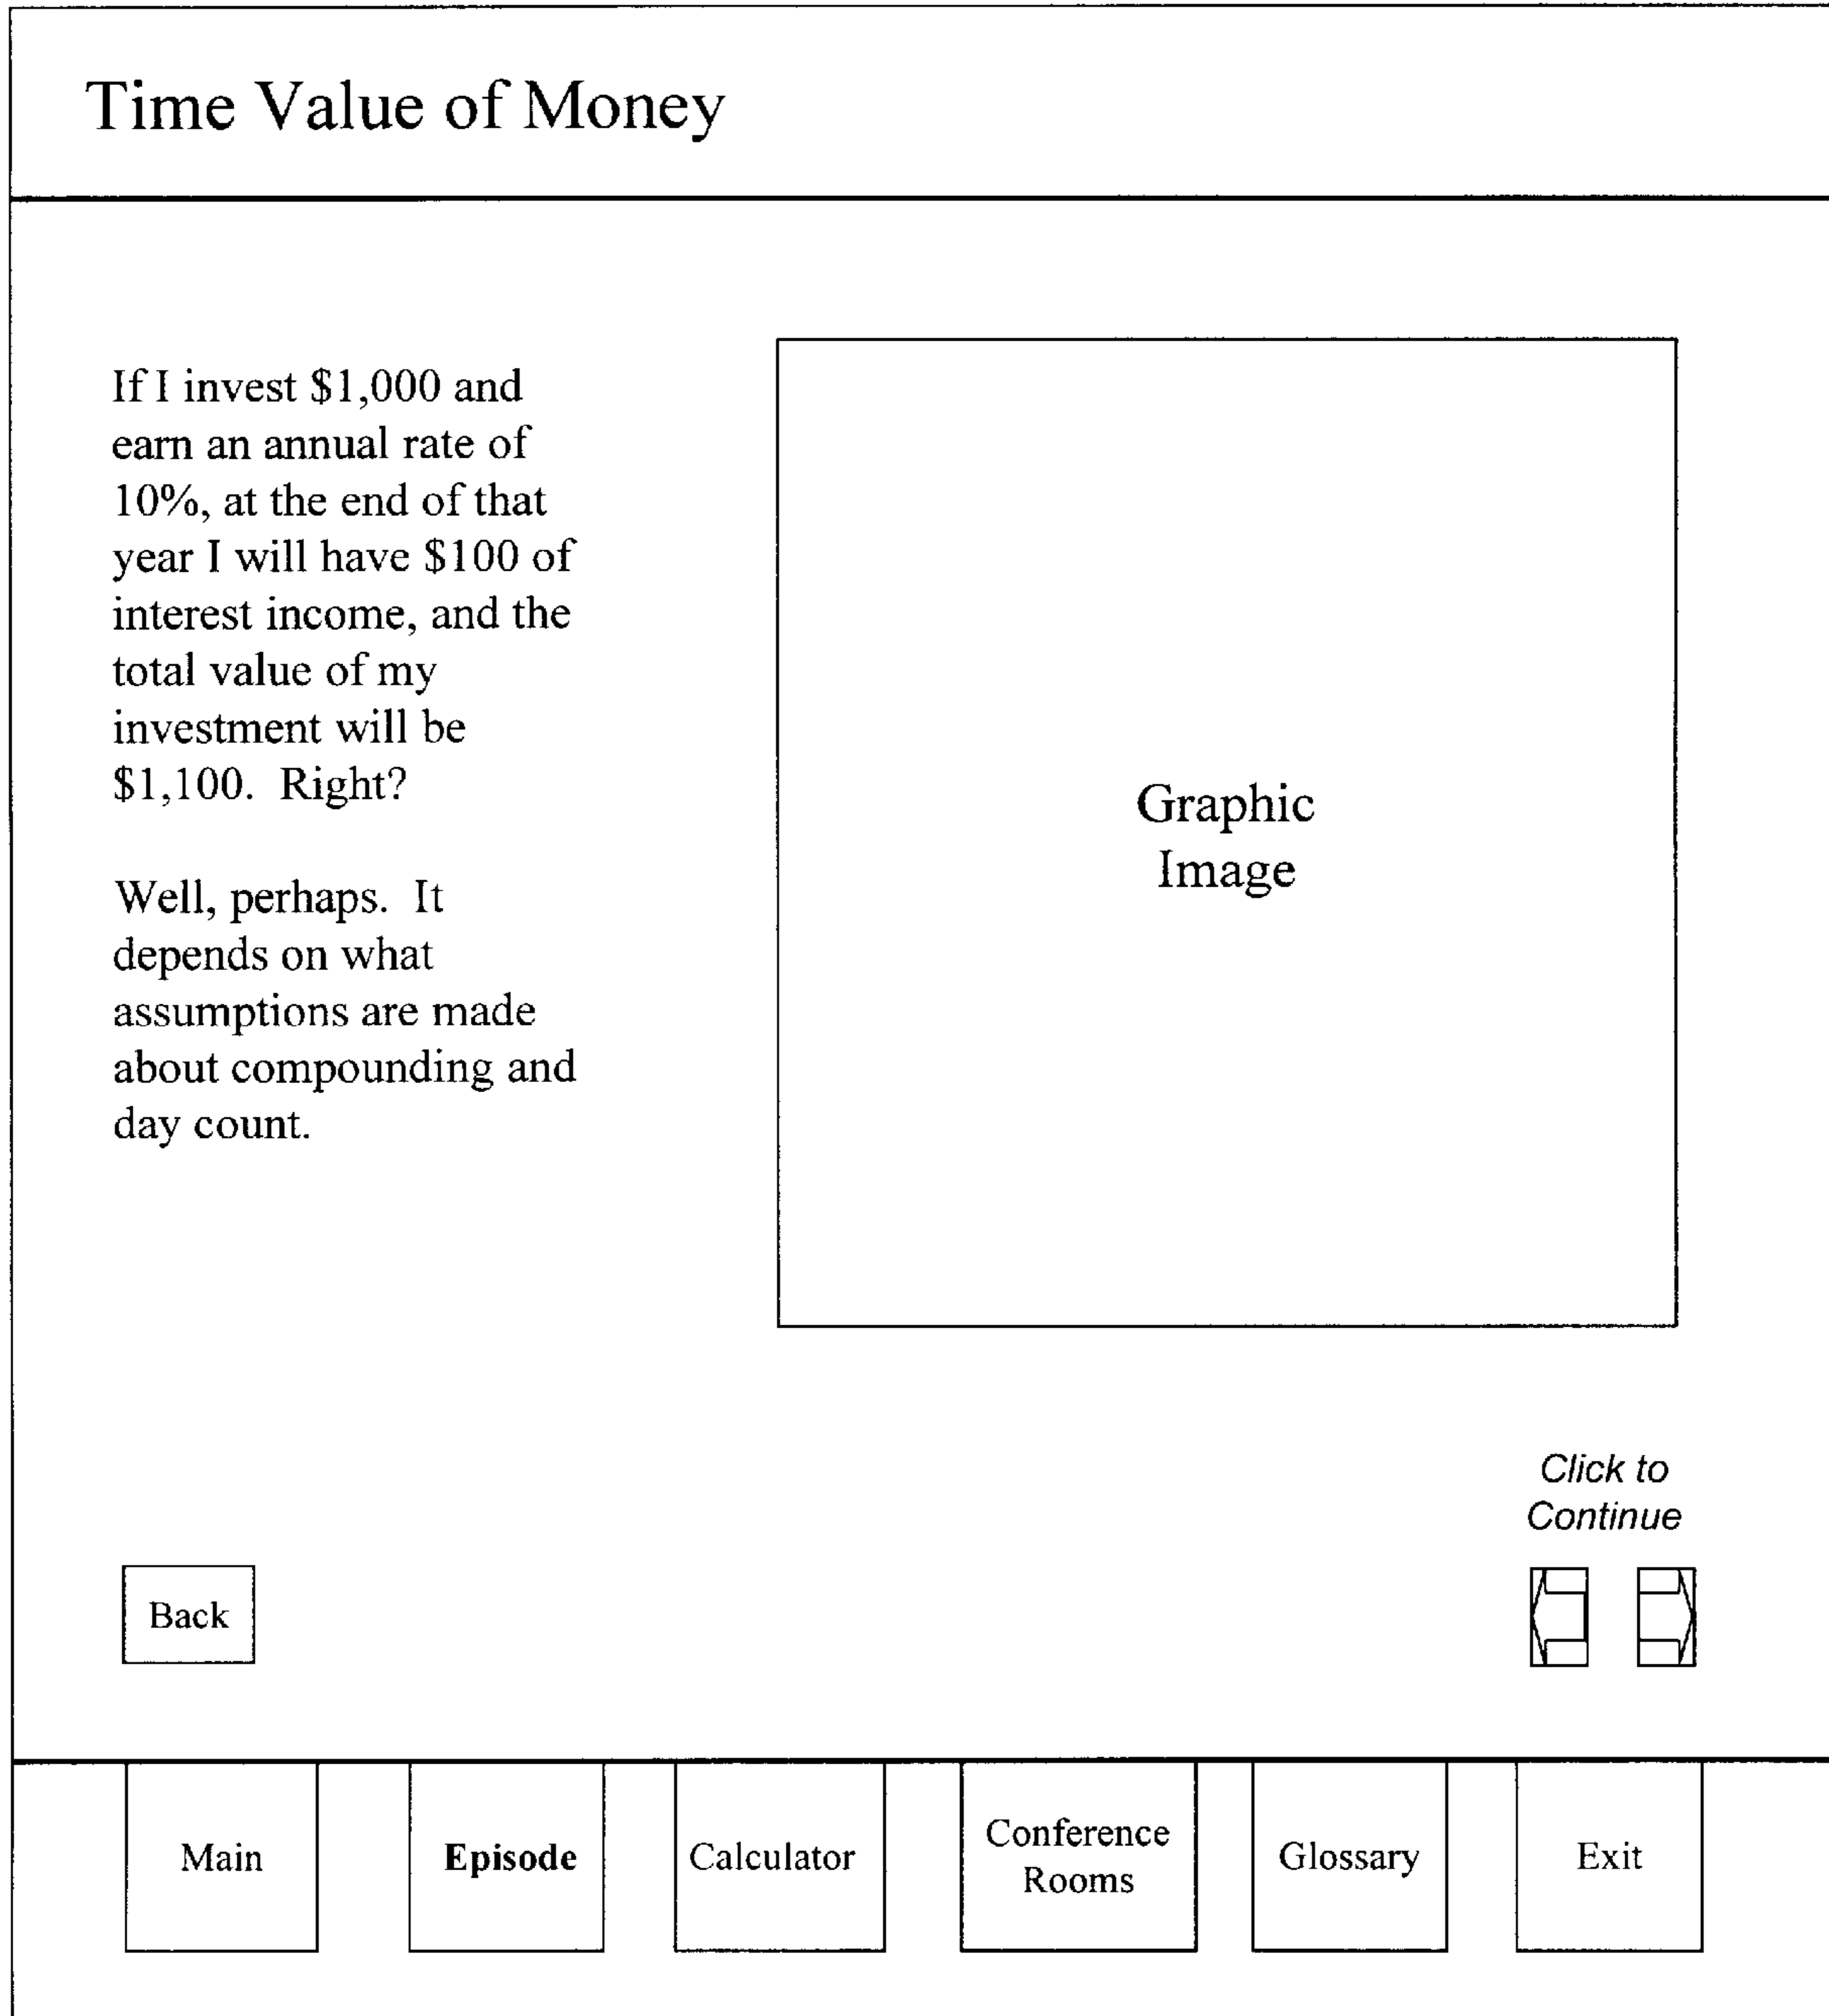 Time Value of Money
If I invest $1,000 and
earn an annual rate of
10%, at the end of that
year I will have $100 of
interest income, and the
total value of my
investment will be
$1,100.  Right?
Well, perhaps.  It
depends on what
assumptions are made
about compounding and
day count.
Graphic
Image
Click to
Continue
Back
Main
Episode
Calculator
Conference
Rooms
Glossary
Exit